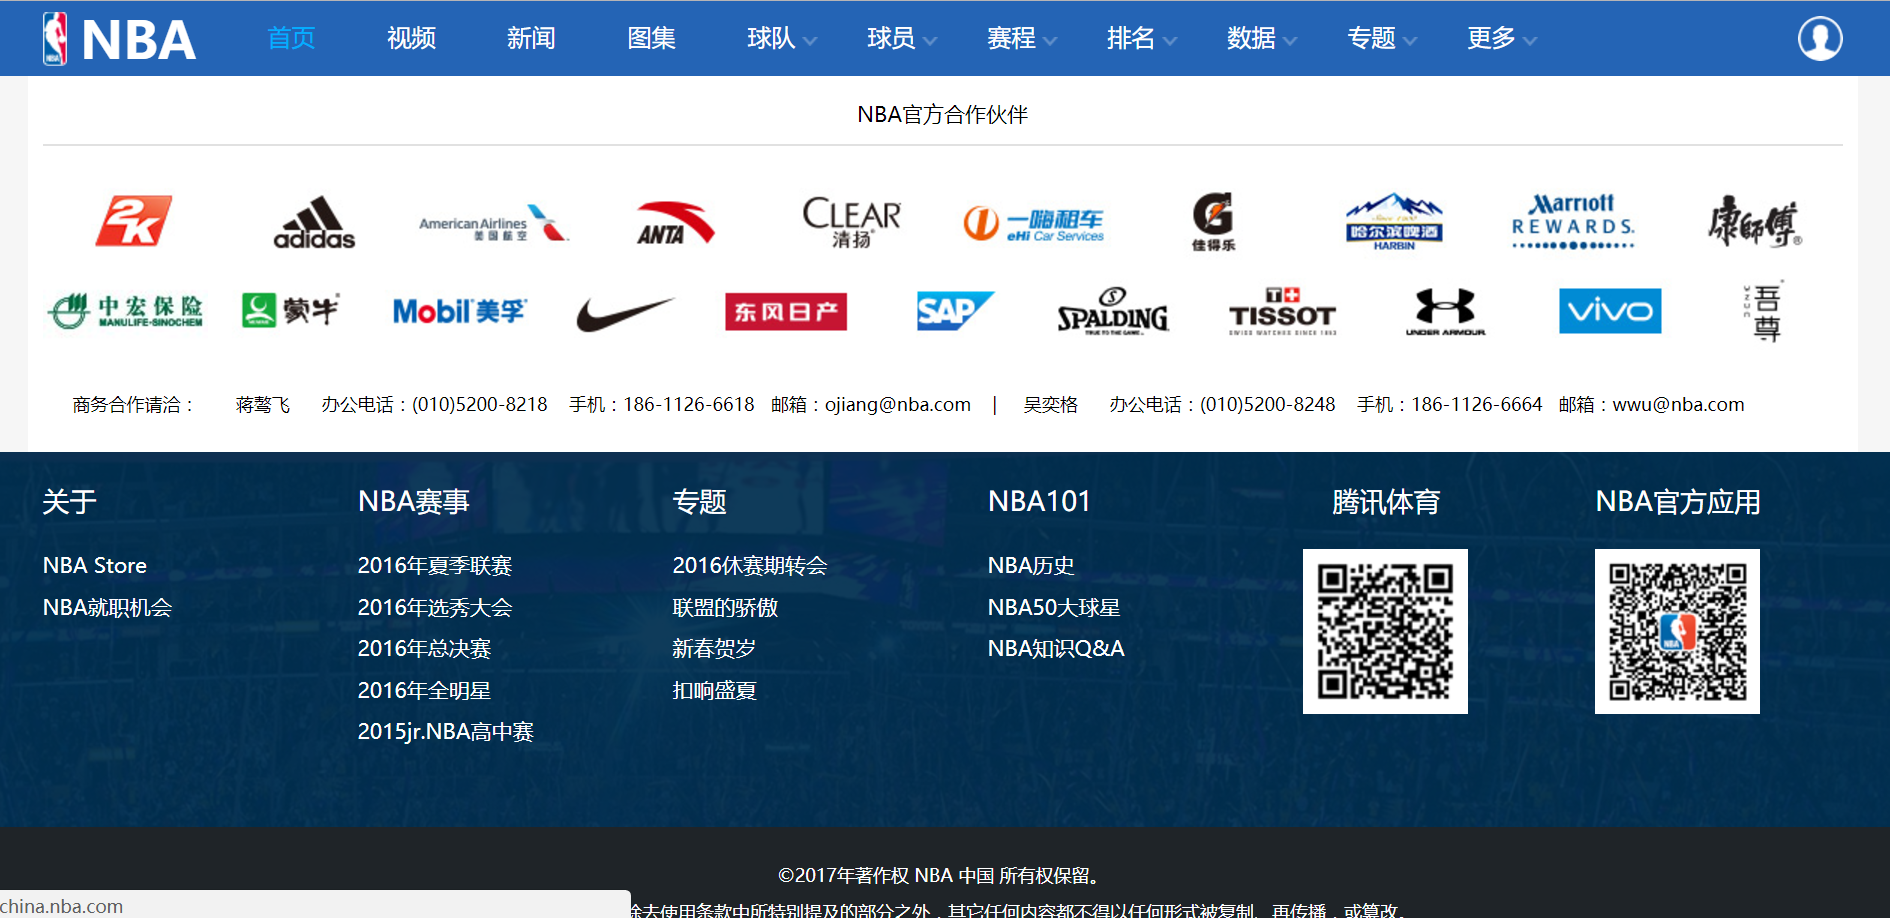 NBA 首页 视频 新闻 图集 球队 球员 赛程 排名 数据 专题 更多
NBA官方合作伙伴
2K adidas American Airlines 美国航空 ANTA CLEAR 清扬 一嗨租车 eHi Car Services 佳得乐 Since 1900 哈尔滨啤酒 HARBIN Marriott REWARDS. 康師傅
中宏保险 MANULIFE-SINOCHEM 蒙牛 Mobil 美孚 东风日产 SAP SPALDING TRUE TO THE GAME TISSOT SWISS WATCHES SINCE 1853 UNDER ARMOUR vivo 吾尊
商务合作请洽： 蒋骜飞 办公电话：(010)5200-8218 手机：186-1126-6618 邮箱：ojiang@nba.com | 吴奕格 办公电话：(010)5200-8248 手机：186-1126-6664 邮箱：wwu@nba.com
关于 NBA赛事 专题 NBA101 腾讯体育 NBA官方应用
NBA Store 2016年夏季联赛 2016休赛期转会 NBA历史
NBA就职机会 2016年选秀大会 联盟的骄傲 NBA50大球星
2016年总决赛 新春贺岁 NBA知识Q&A
2016年全明星 扣响盛夏
2015jr.NBA高中赛
©2017年著作权 NBA 中国 所有权保留。
china.nba.com
除去使用条款中所特别提及的部分之外，其它任何内容都不得以任何形式被复制、再传播，或篡改。